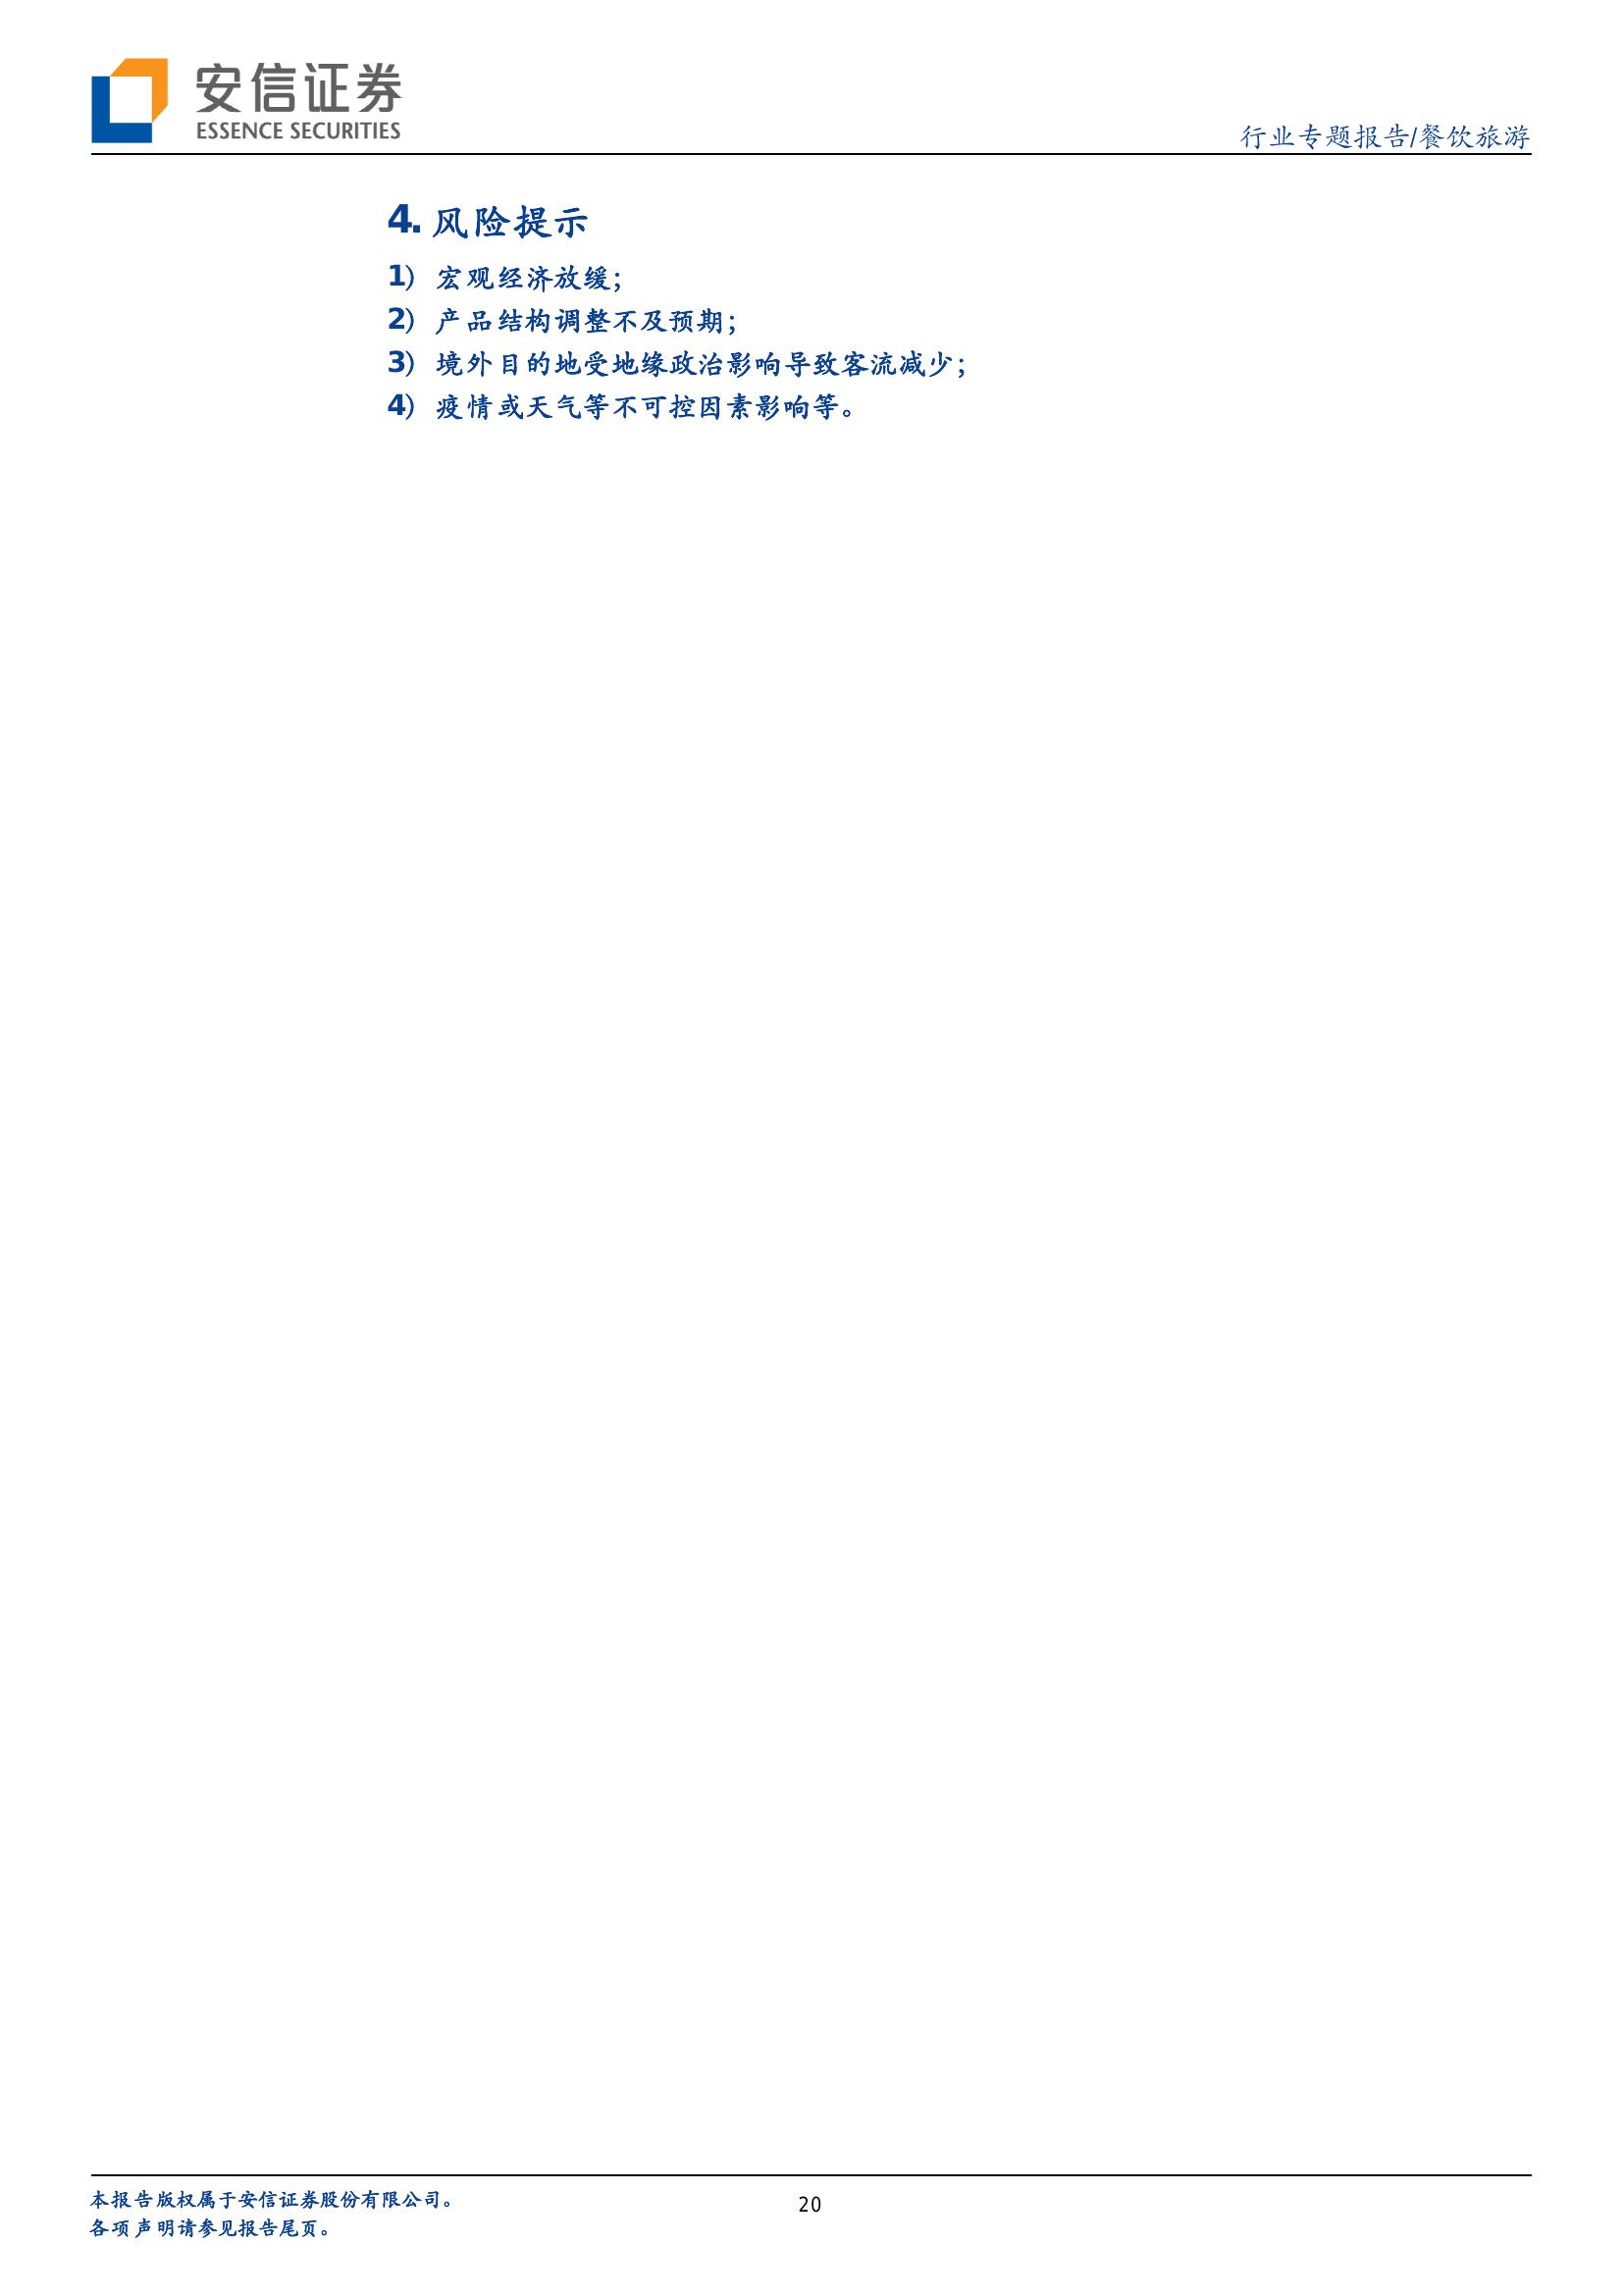 安信证券
ESSENCE SECURITIES
行业专题报告/餐饮旅游
4. 风险提示
1） 宏观经济放缓；
2） 产品结构调整不及预期；
3） 境外目的地受地缘政治影响导致客流减少；
4） 疫情或天气等不可控因素影响等。
本报告版权属于安信证券股份有限公司。
20
各项声明请参见报告尾页。